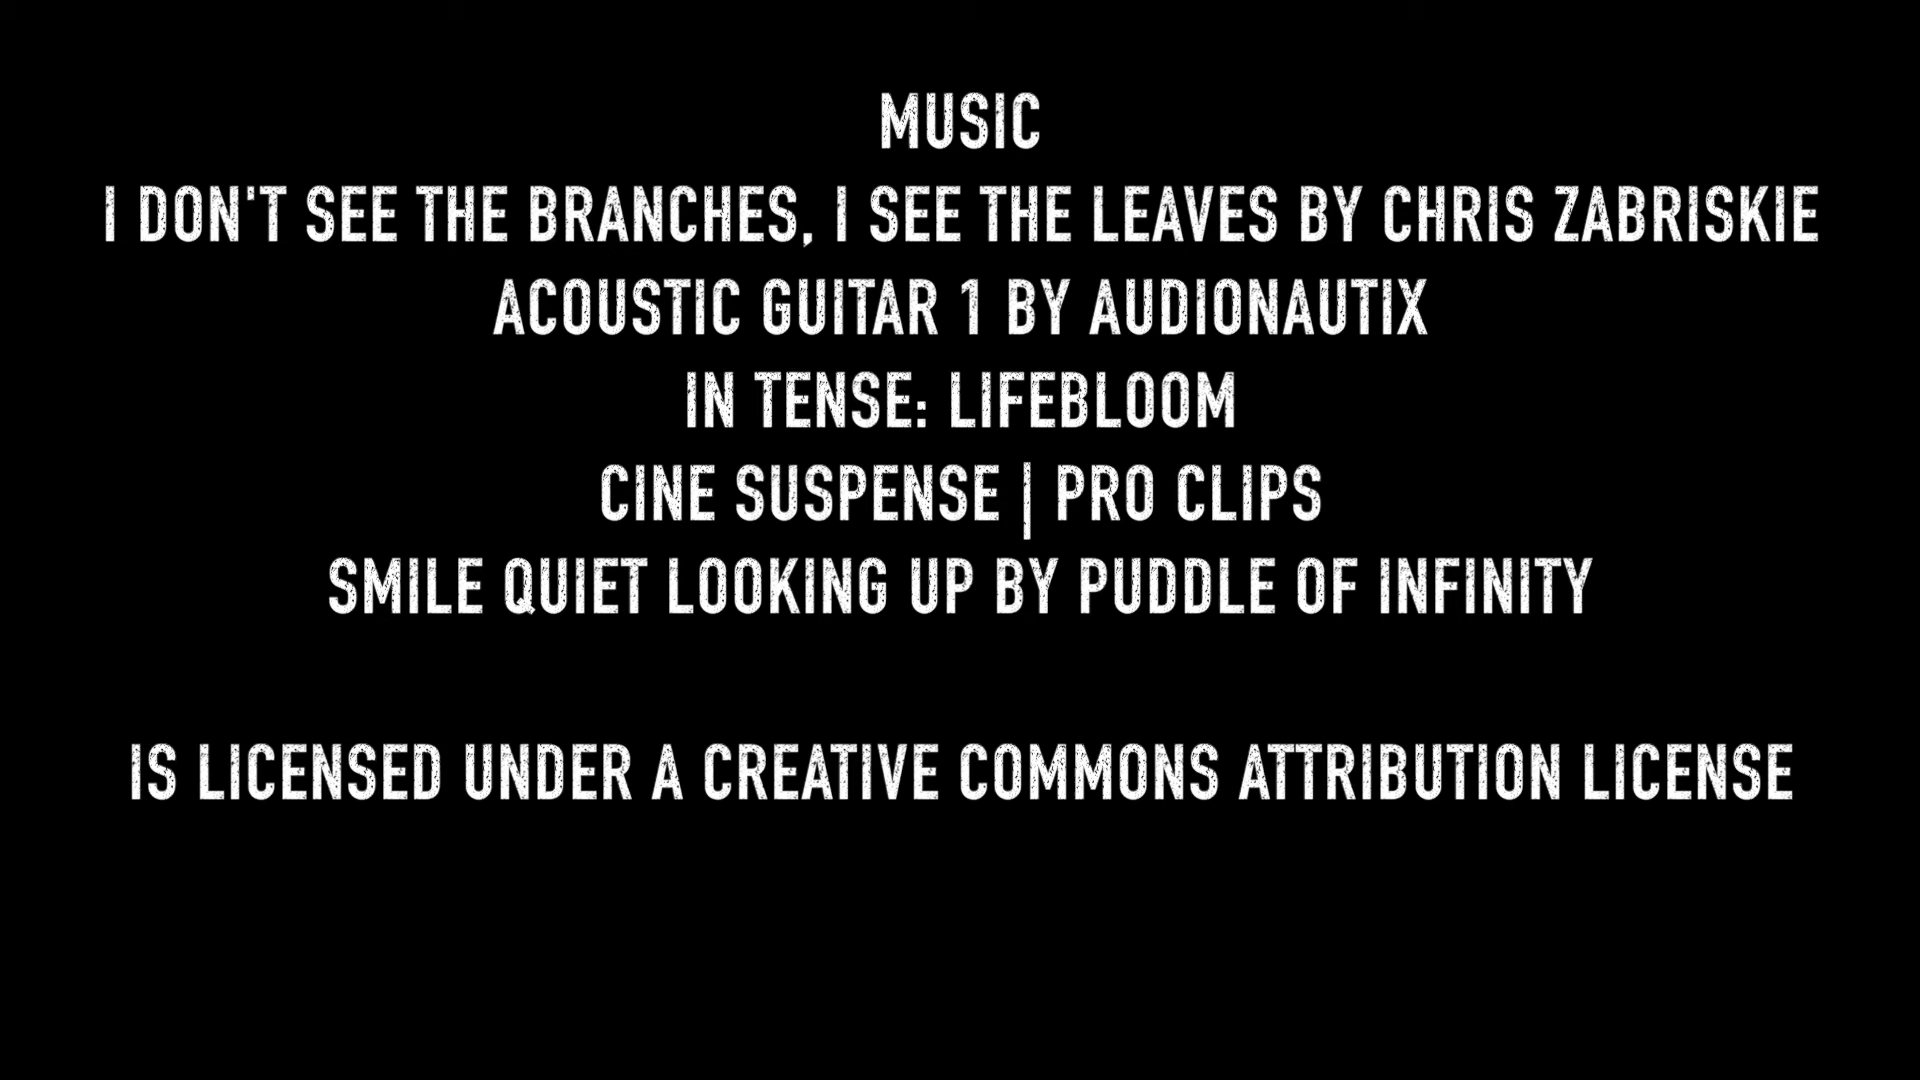 MUSIC
I DON'T SEE THE BRANCHES, I SEE THE LEAVES BY CHRIS ZABRISKIE
ACOUSTIC GUITAR 1 BY AUDIONAUTIX
IN TENSE: LIFEBLOOM
CINE SUSPENSE | PRO CLIPS
SMILE QUIET LOOKING UP BY PUDDLE OF INFINITY
IS LICENSED UNDER A CREATIVE COMMONS ATTRIBUTION LICENSE